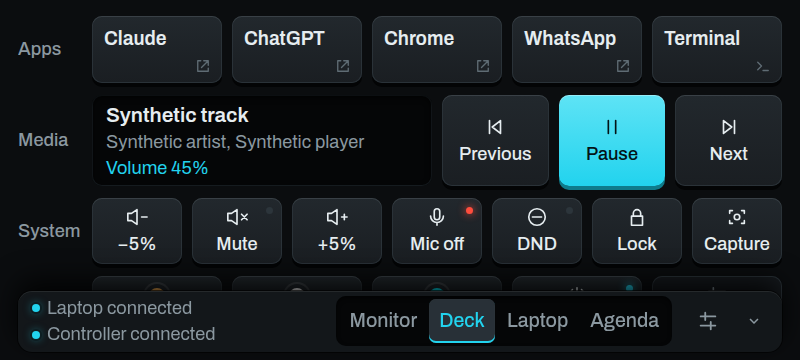 Apps
Claude
ChatGPT
Chrome
WhatsApp
Terminal
Media
Synthetic track
Synthetic artist, Synthetic player
Volume 45%
Previous
Pause
Next
System
−5%
Mute
+5%
Mic off
DND
Lock
Capture
Laptop connected
Controller connected
Monitor
Deck
Laptop
Agenda